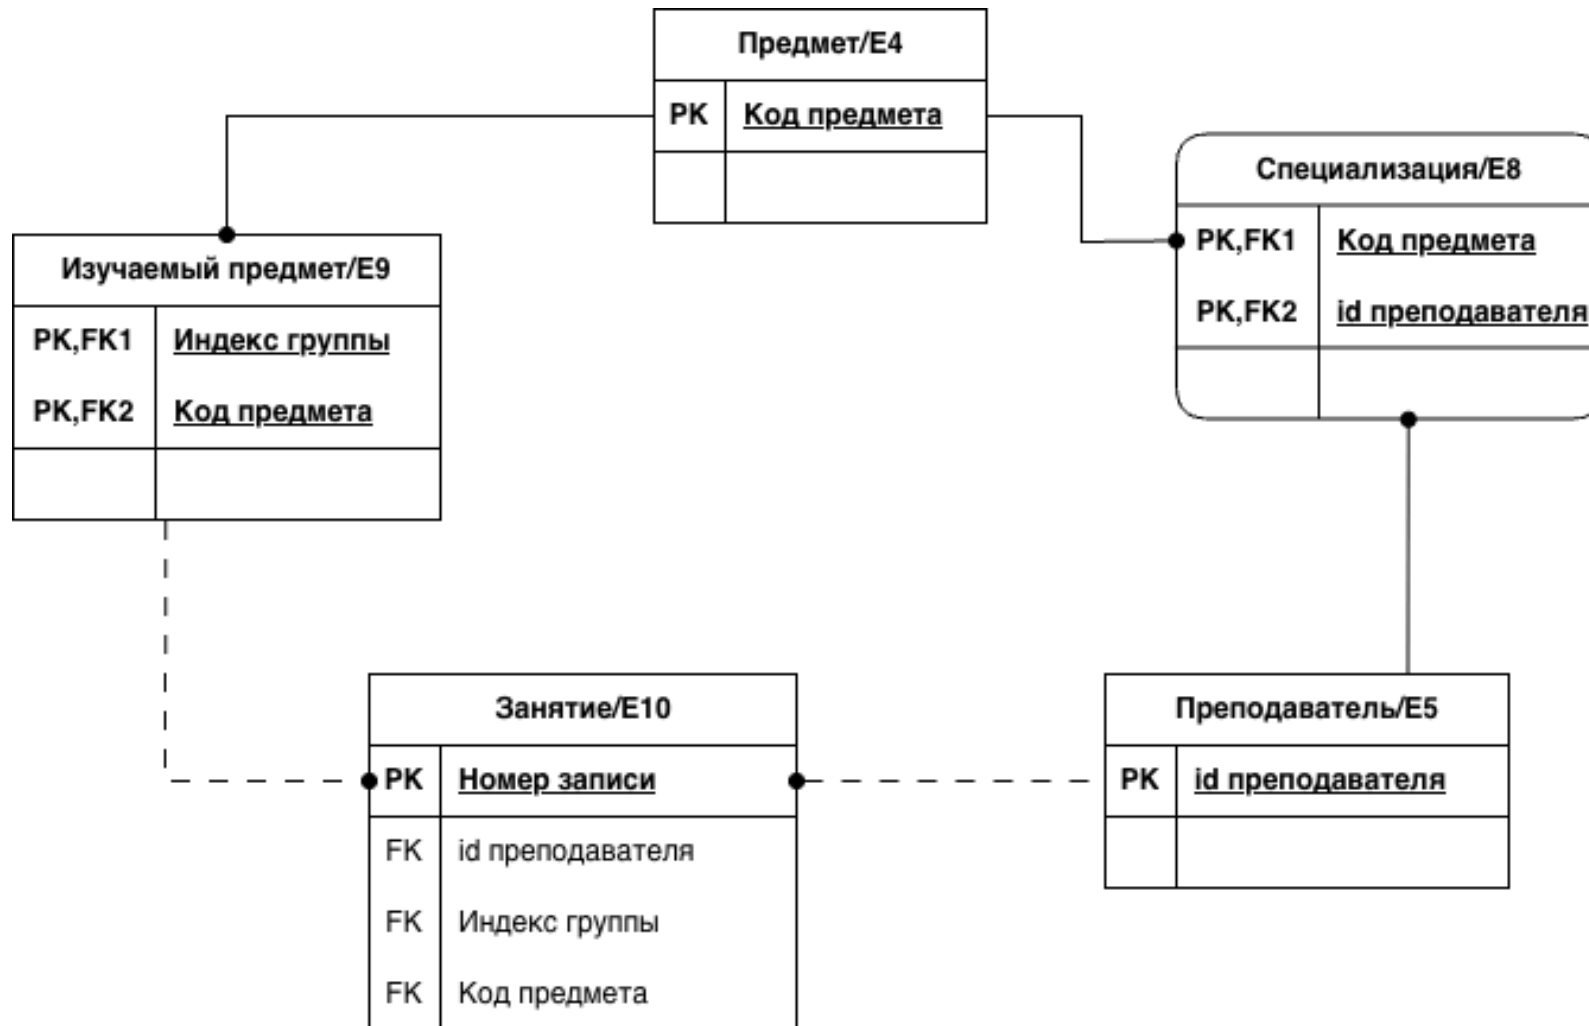 Предмет/E4
PK Код предмета
Специализация/E8
PK,FK1 Код предмета
PK,FK2 id преподавателя
Изучаемый предмет/E9
PK,FK1 Индекс группы
PK,FK2 Код предмета
Занятие/E10
PK Номер записи
FK id преподавателя
FK Индекс группы
FK Код предмета
Преподаватель/E5
PK id преподавателя